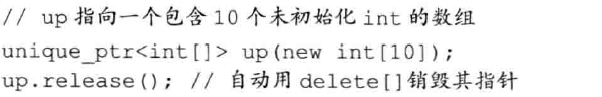 // up 指向一个包含 10 个未初始化 int 的数组
unique_ptr<int[]> up(new int[10]);
up.release(); // 自动用 delete[]销毁其指针